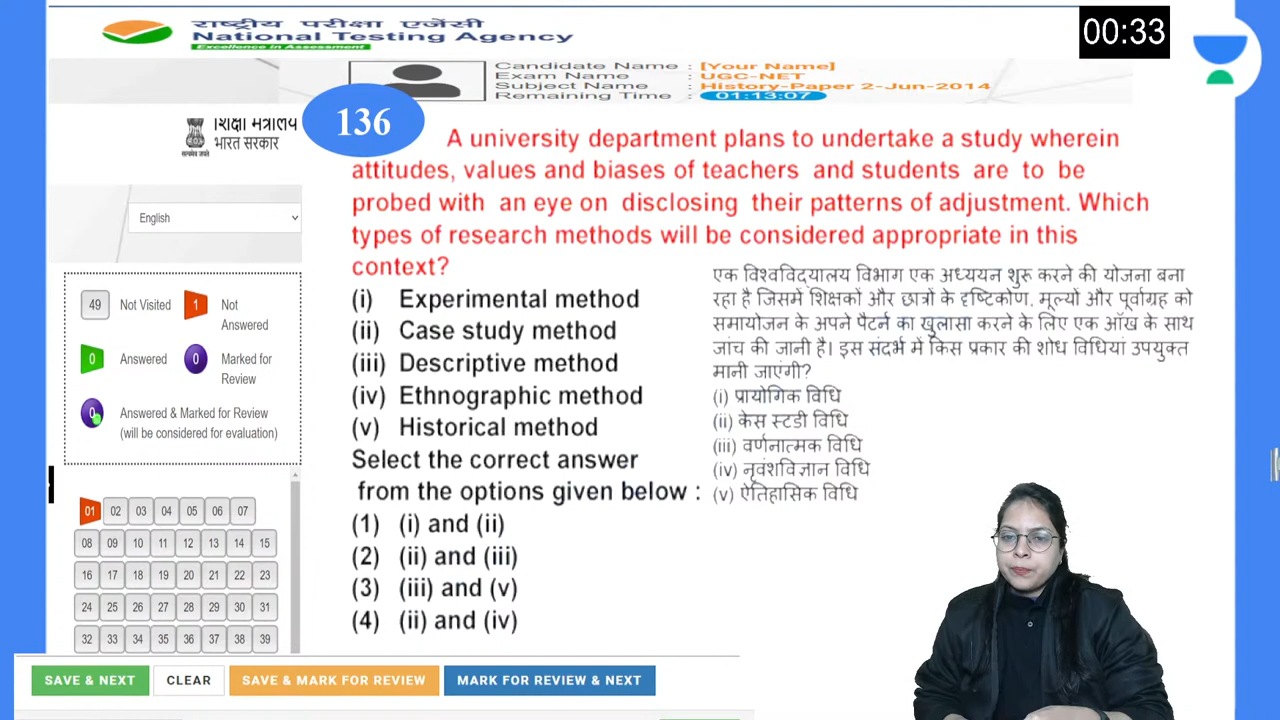 राष्ट्रीय परीक्षा एजेंसी
National Testing Agency
Excellence in Assessment
00:33
Candidate Name : [Your Name]
Exam Name : UGC-NET
Subject Name : History-Paper 2-Jun-2014
Remaining Time : 01:13:07
शिक्षा मंत्रालय
भारत सरकार
136
A university department plans to undertake a study wherein
attitudes, values and biases of teachers and students are to be
probed with an eye on disclosing their patterns of adjustment. Which
types of research methods will be considered appropriate in this
context?
(i) Experimental method
(ii) Case study method
(iii) Descriptive method
(iv) Ethnographic method
(v) Historical method
Select the correct answer
from the options given below :
(1) (i) and (ii)
(2) (ii) and (iii)
(3) (iii) and (v)
(4) (ii) and (iv)
एक विश्वविद्यालय विभाग एक अध्ययन शुरू करने की योजना बना
रहा है जिसमें शिक्षकों और छात्रों के दृष्टिकोण, मूल्यों और पूर्वाग्रह को
समायोजन के अपने पैटर्न का खुलासा करने के लिए एक आँख के साथ
जांच की जानी है। इस संदर्भ में किस प्रकार की शोध विधियां उपयुक्त
मानी जाएंगी?
(i) प्रायोगिक विधि
(ii) केस स्टडी विधि
(iii) वर्णनात्मक विधि
(iv) नृवंशविज्ञान विधि
(v) ऐतिहासिक विधि
English
49 Not Visited 1 Not
Answered
0 Answered 0 Marked for
Review
0 Answered & Marked for Review
(will be considered for evaluation)
01 02 03 04 05 06 07
08 09 10 11 12 13 14 15
16 17 18 19 20 21 22 23
24 25 26 27 28 29 30 31
32 33 34 35 36 37 38 39
SAVE & NEXT CLEAR SAVE & MARK FOR REVIEW MARK FOR REVIEW & NEXT